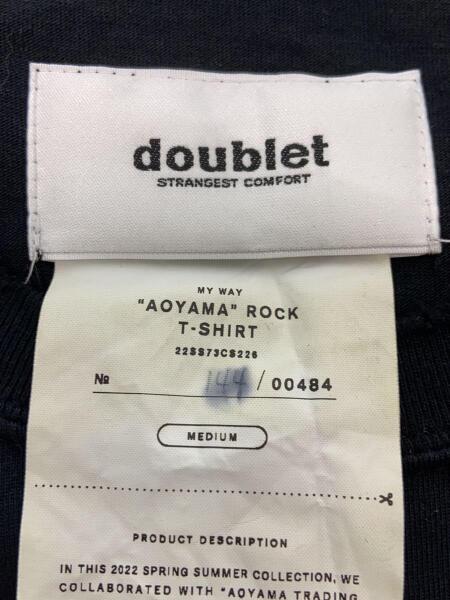 doublet
STRANGEST COMFORT
MY WAY
"AOYAMA" ROCK
T-SHIRT
22SS73CS226
№ 144 / 00484
MEDIUM
PRODUCT DESCRIPTION
IN THIS 2022 SPRING SUMMER COLLECTION, WE
COLLABORATED WITH "AOYAMA TRADING